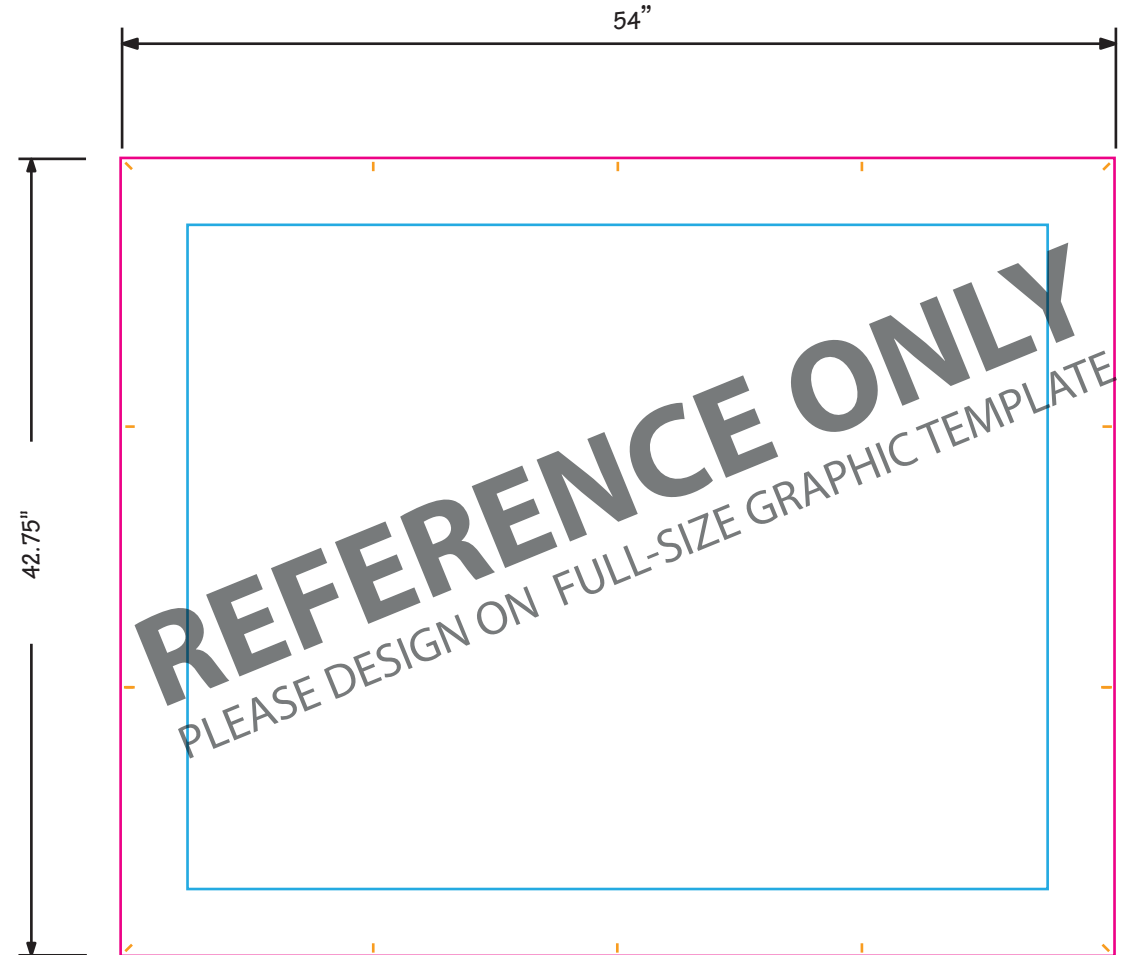 54”
42.75"
REFERENCE ONLY
PLEASE DESIGN ON FULL-SIZE GRAPHIC TEMPLATE